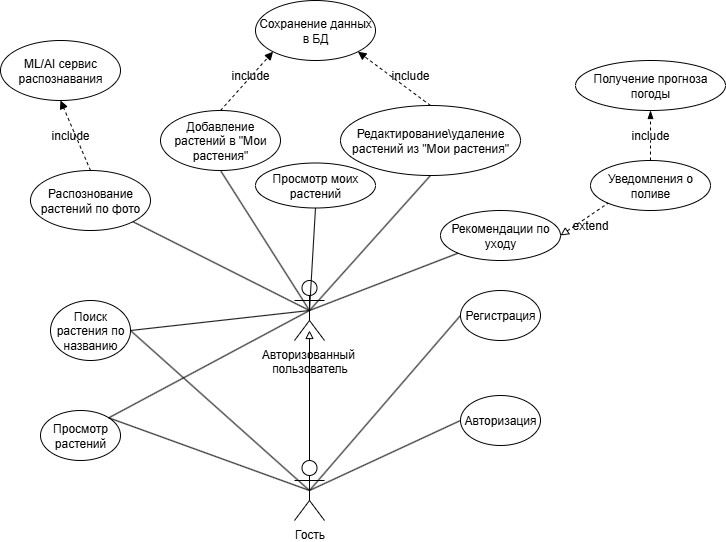 Сохранение данных
в БД
ML/AI сервис
распознавания
include
include
Получение прогноза
погоды
include
include
Добавление
растений в "Мои
растения"
Редактирование\удаление
растений из "Мои растения"
Просмотр моих
растений
Распознование
растений по фото
Уведомления о
поливе
extend
Рекомендации по
уходу
Поиск
растения по
названию
Регистрация
Авторизованный
пользователь
Просмотр
растений
Авторизация
Гость